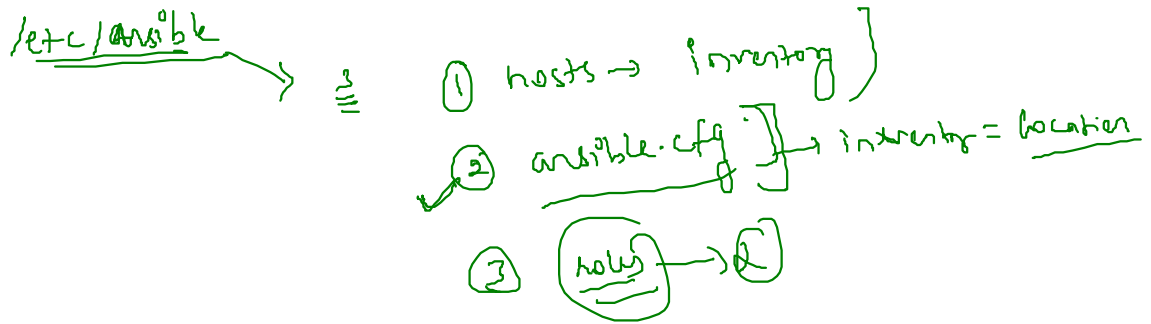 /etc/ansible → 3 ① hosts → inventory]
② ansible.cfg] → inventory = Location
③ roles → 2